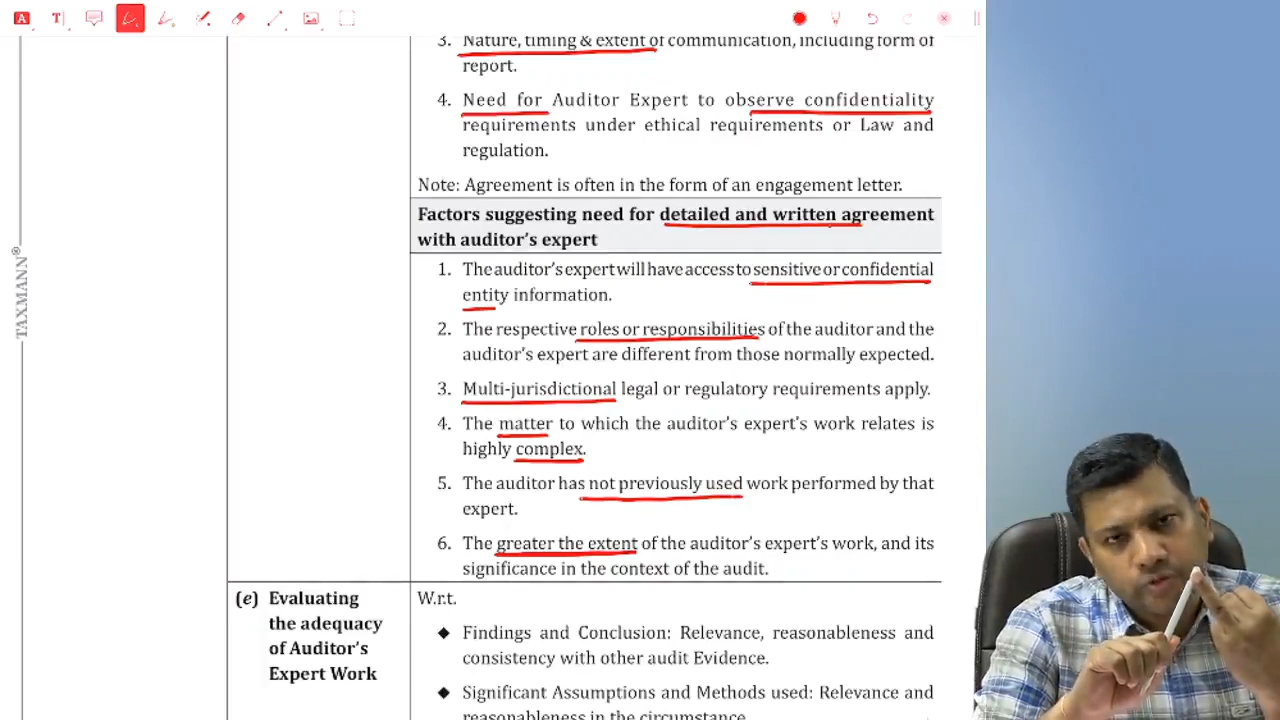 3. Nature, timing & extent of communication, including form of
report.
4. Need for Auditor Expert to observe confidentiality
requirements under ethical requirements or Law and
regulation.
Note: Agreement is often in the form of an engagement letter.
Factors suggesting need for detailed and written agreement
with auditor's expert
1. The auditor's expert will have access to sensitive or confidential
entity information.
2. The respective roles or responsibilities of the auditor and the
auditor's expert are different from those normally expected.
3. Multi-jurisdictional legal or regulatory requirements apply.
4. The matter to which the auditor's expert's work relates is
highly complex.
5. The auditor has not previously used work performed by that
expert.
6. The greater the extent of the auditor's expert's work, and its
significance in the context of the audit.
(e) Evaluating
the adequacy
of Auditor's
Expert Work
W.r.t.
◆ Findings and Conclusion: Relevance, reasonableness and
consistency with other audit Evidence.
◆ Significant Assumptions and Methods used: Relevance and
reasonableness in the circumstance
TAXMANN®